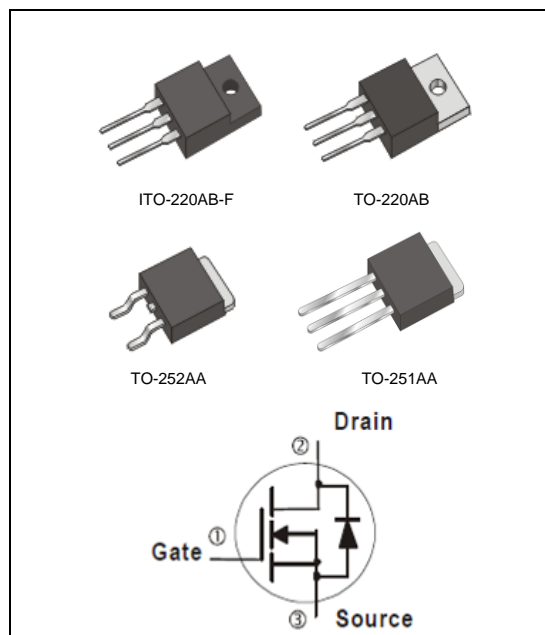 ITO-220AB-F
TO-220AB
TO-252AA
TO-251AA
Drain
②
①
Gate
③
Source